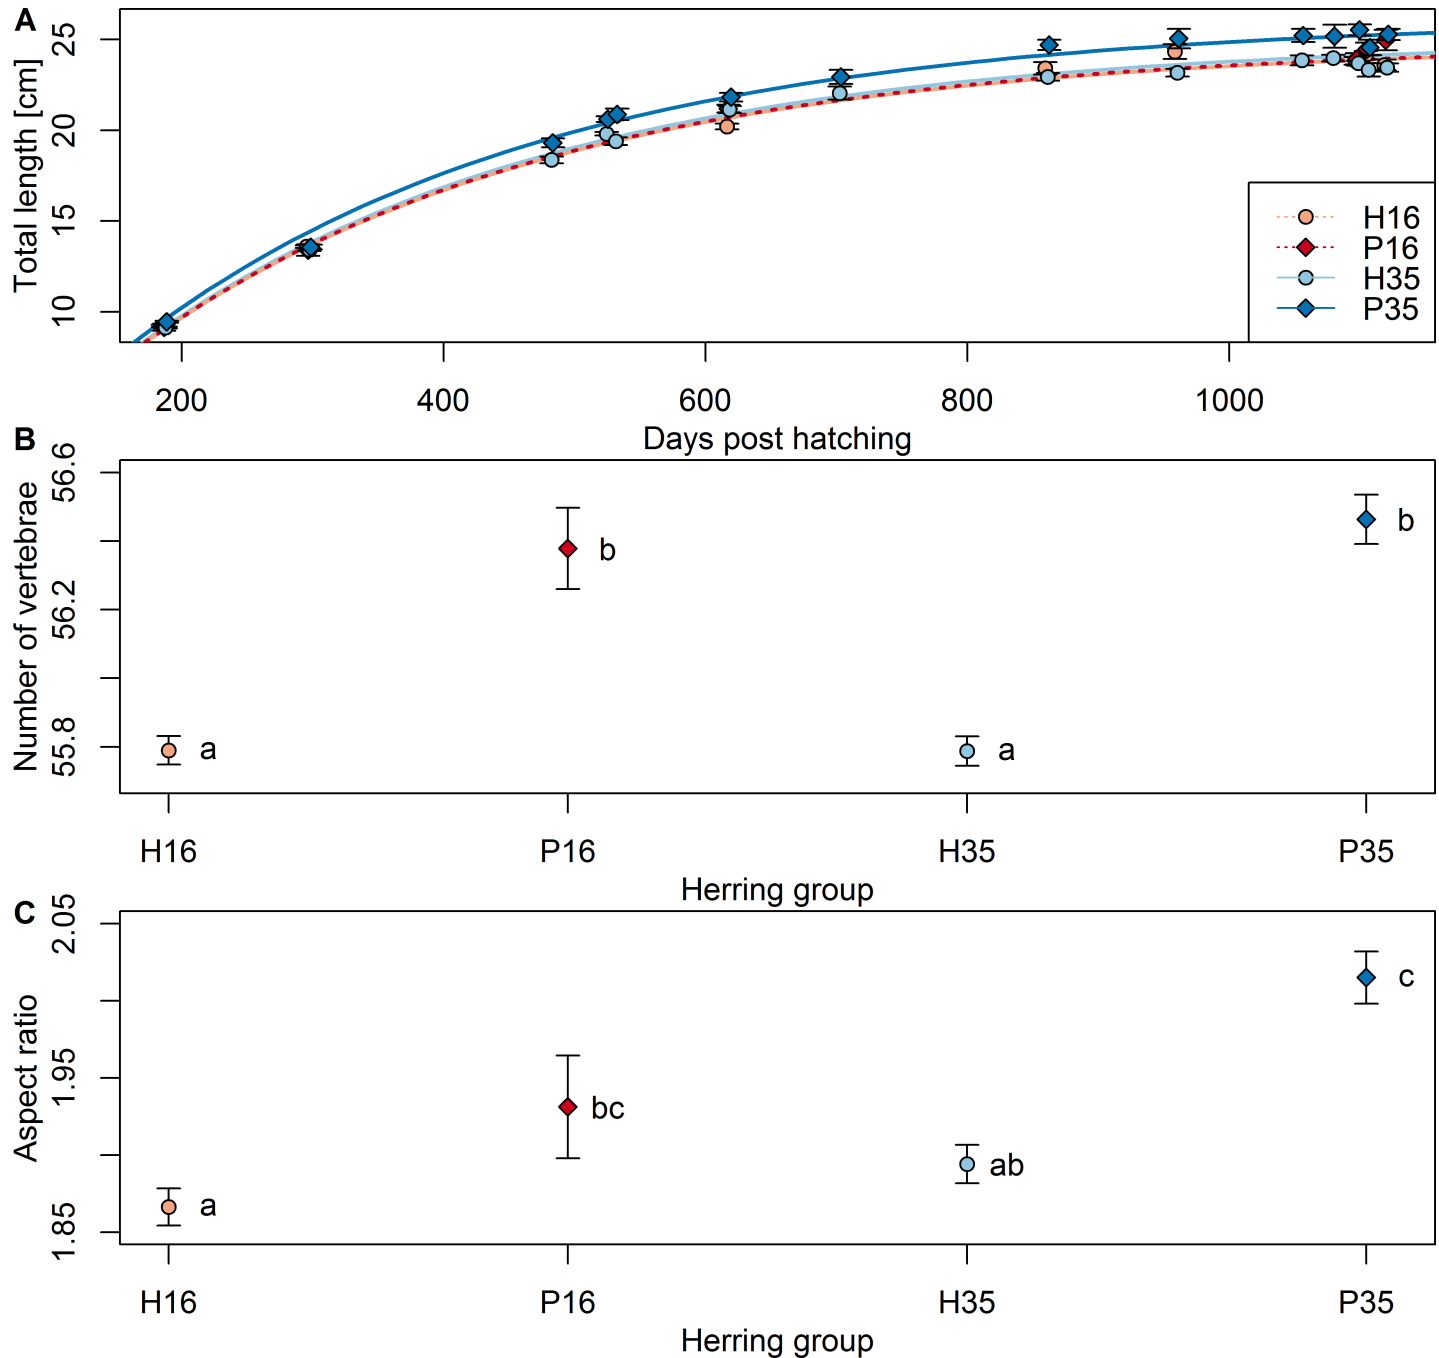 A
Total length [cm]
25
20
15
10
H16
P16
H35
P35
200 400 600 800 1000
Days post hatching
B
Number of vertebrae
56.6
56.2
55.8
b
b
a
a
H16 P16 H35 P35
Herring group
C
Aspect ratio
2.05
1.95
1.85
c
bc
ab
a
H16 P16 H35 P35
Herring group